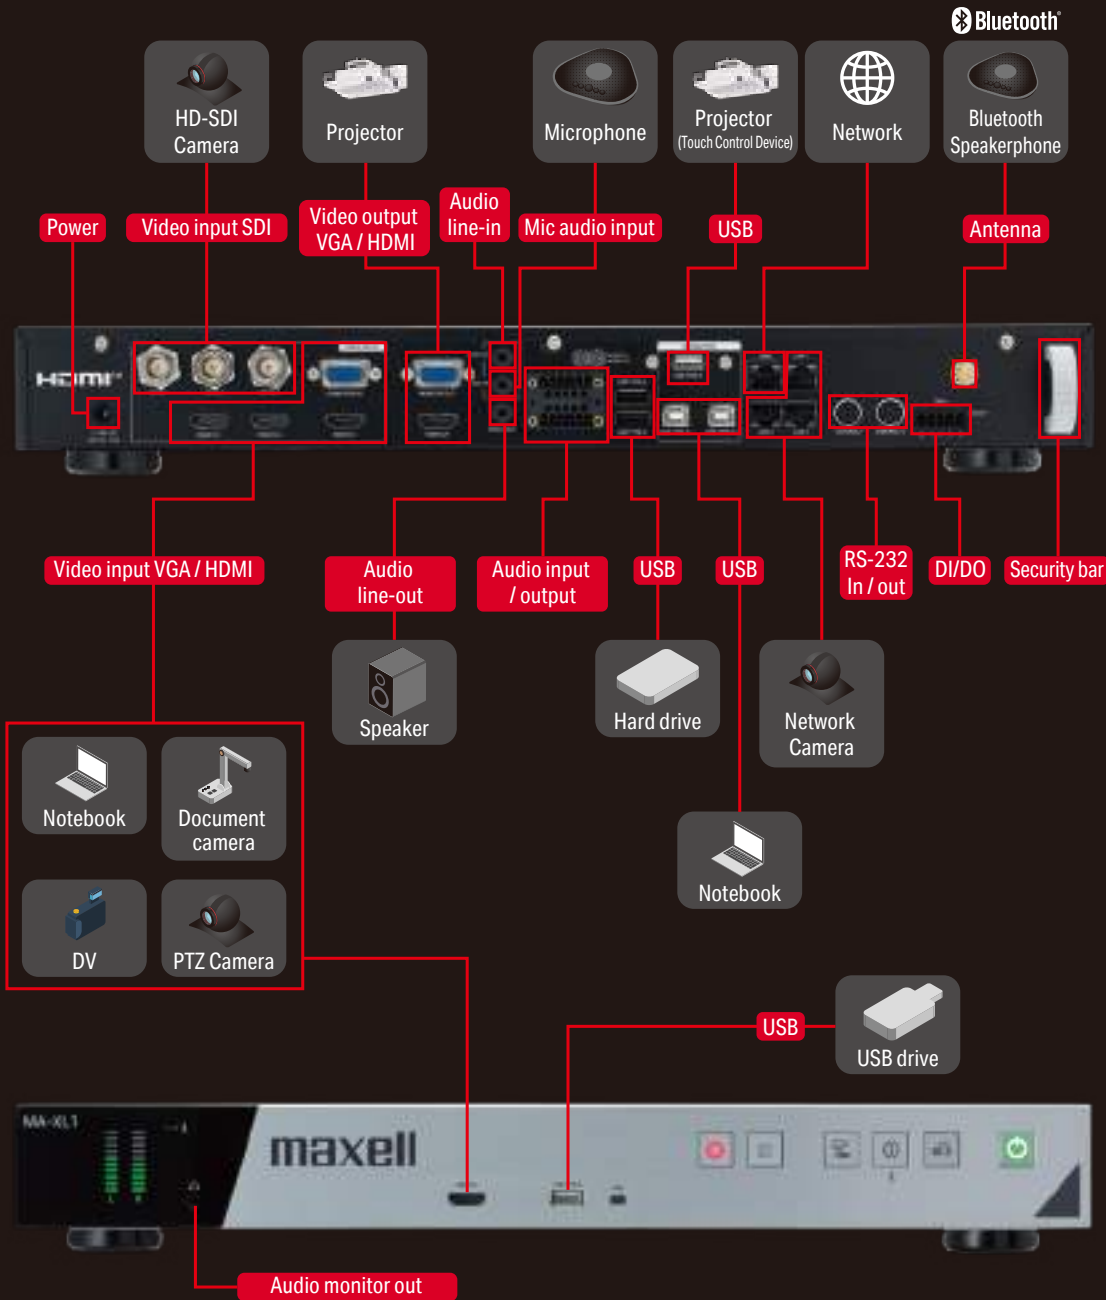 Bluetooth®
HD-SDI
Camera
Projector
Microphone
Projector
(Touch Control Device)
Network
Bluetooth
Speakerphone
Power
Video input SDI
Video output
VGA / HDMI
Audio
line-in
Mic audio input
USB
Antenna
HDMI
Video input VGA / HDMI
Audio
line-out
Audio input
/ output
USB
USB
RS-232
In / out
DI/DO
Security bar
Speaker
Hard drive
Network
Camera
Notebook
Document
camera
Notebook
DV
PTZ Camera
USB
USB drive
MA-XL1
maxell
Audio monitor out